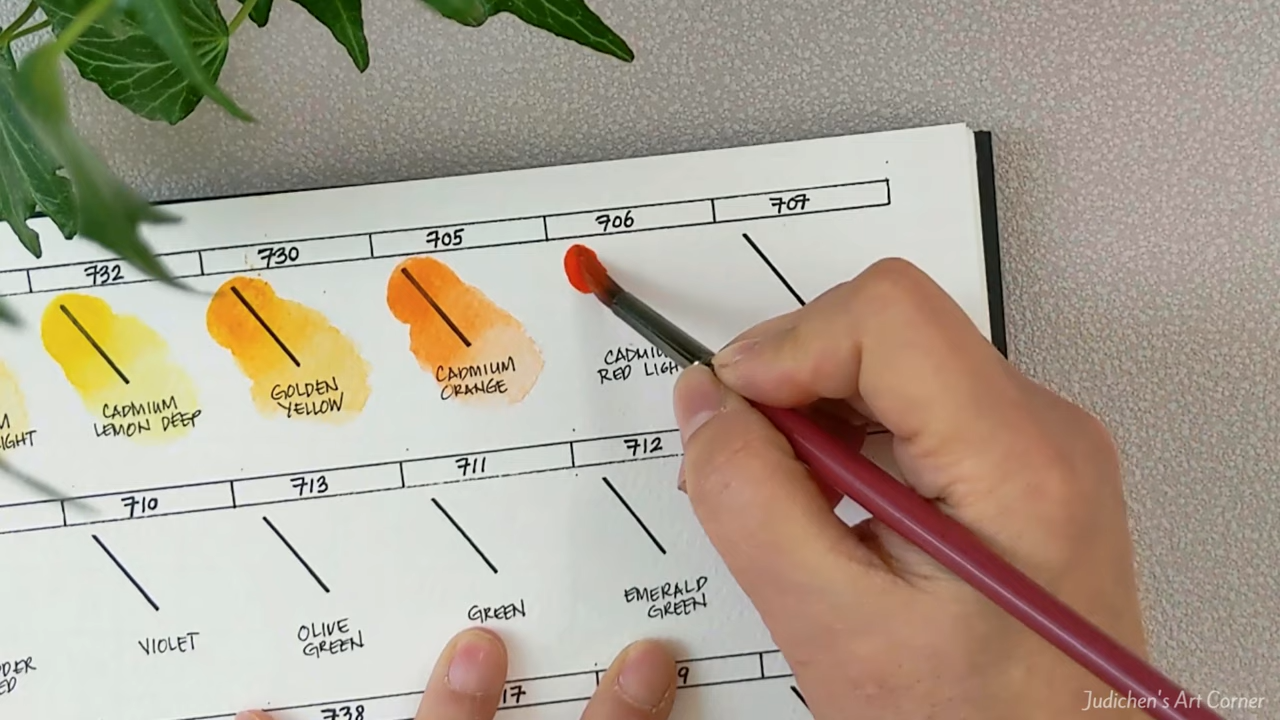 732
730
705
706
707
CADMIUM
LEMON DEEP
GOLDEN
YELLOW
CADMIUM
ORANGE
RED
710
713
711
712
VIOLET
OLIVE
GREEN
GREEN
EMERALD
GREEN
738
Judichen's Art Corner